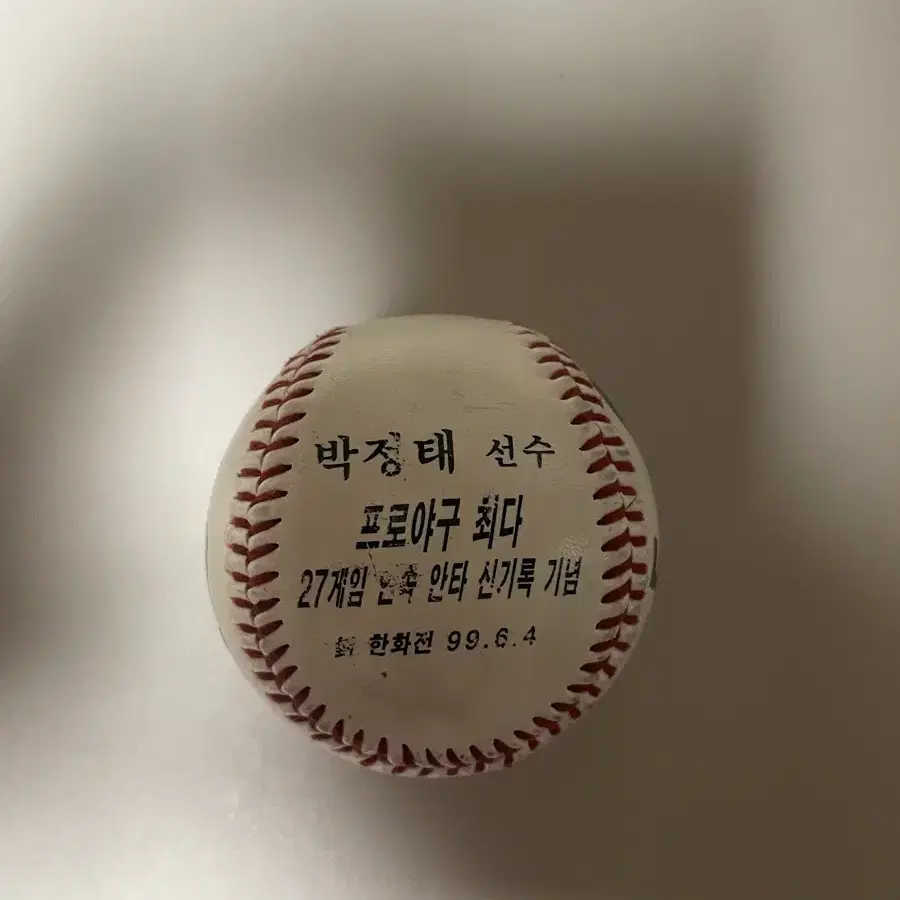 박정태 선수
프로야구 최다
27게임 연속 안타 신기록 기념
한화전 99.6.4